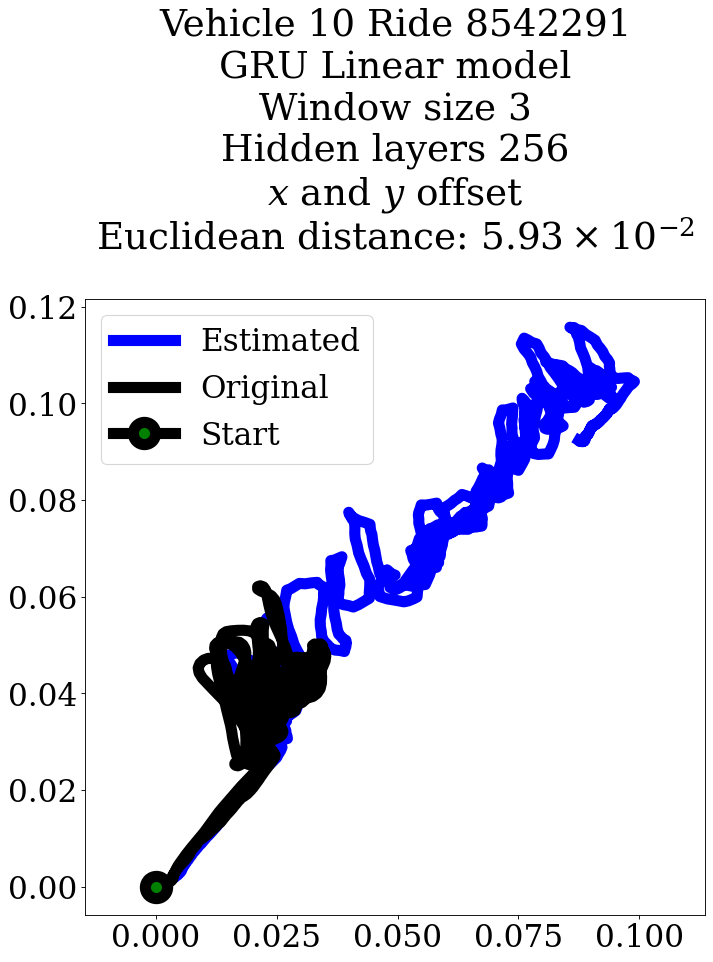 Vehicle 10 Ride 8542291
GRU Linear model
Window size 3
Hidden layers 256
x and y offset
Euclidean distance: 5.93 × 10⁻²
Estimated
Original
Start
0.12
0.10
0.08
0.06
0.04
0.02
0.00
0.000 0.025 0.050 0.075 0.100